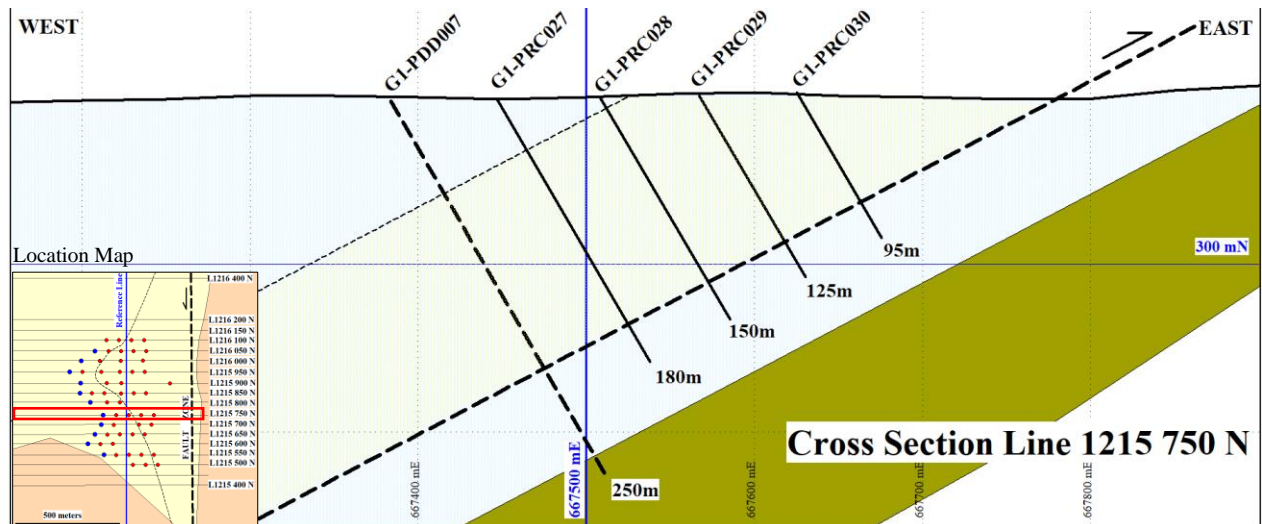 WEST
G1-PDD007
G1-PRC027
G1-PRC028
G1-PRC029
G1-PRC030
EAST
300 mN
95m
125m
150m
180m
250m
667400 mE
667500 mE
667600 mE
667700 mE
667800 mE
Cross Section Line 1215 750 N
Location Map
Reference Line
FAULT ZONE
L1216 400 N
L1216 200 N
L1216 150 N
L1216 100 N
L1216 050 N
L1216 000 N
L1215 950 N
L1215 900 N
L1215 850 N
L1215 800 N
L1215 750 N
L1215 700 N
L1215 650 N
L1215 600 N
L1215 550 N
L1215 500 N
L1215 400 N
500 meters